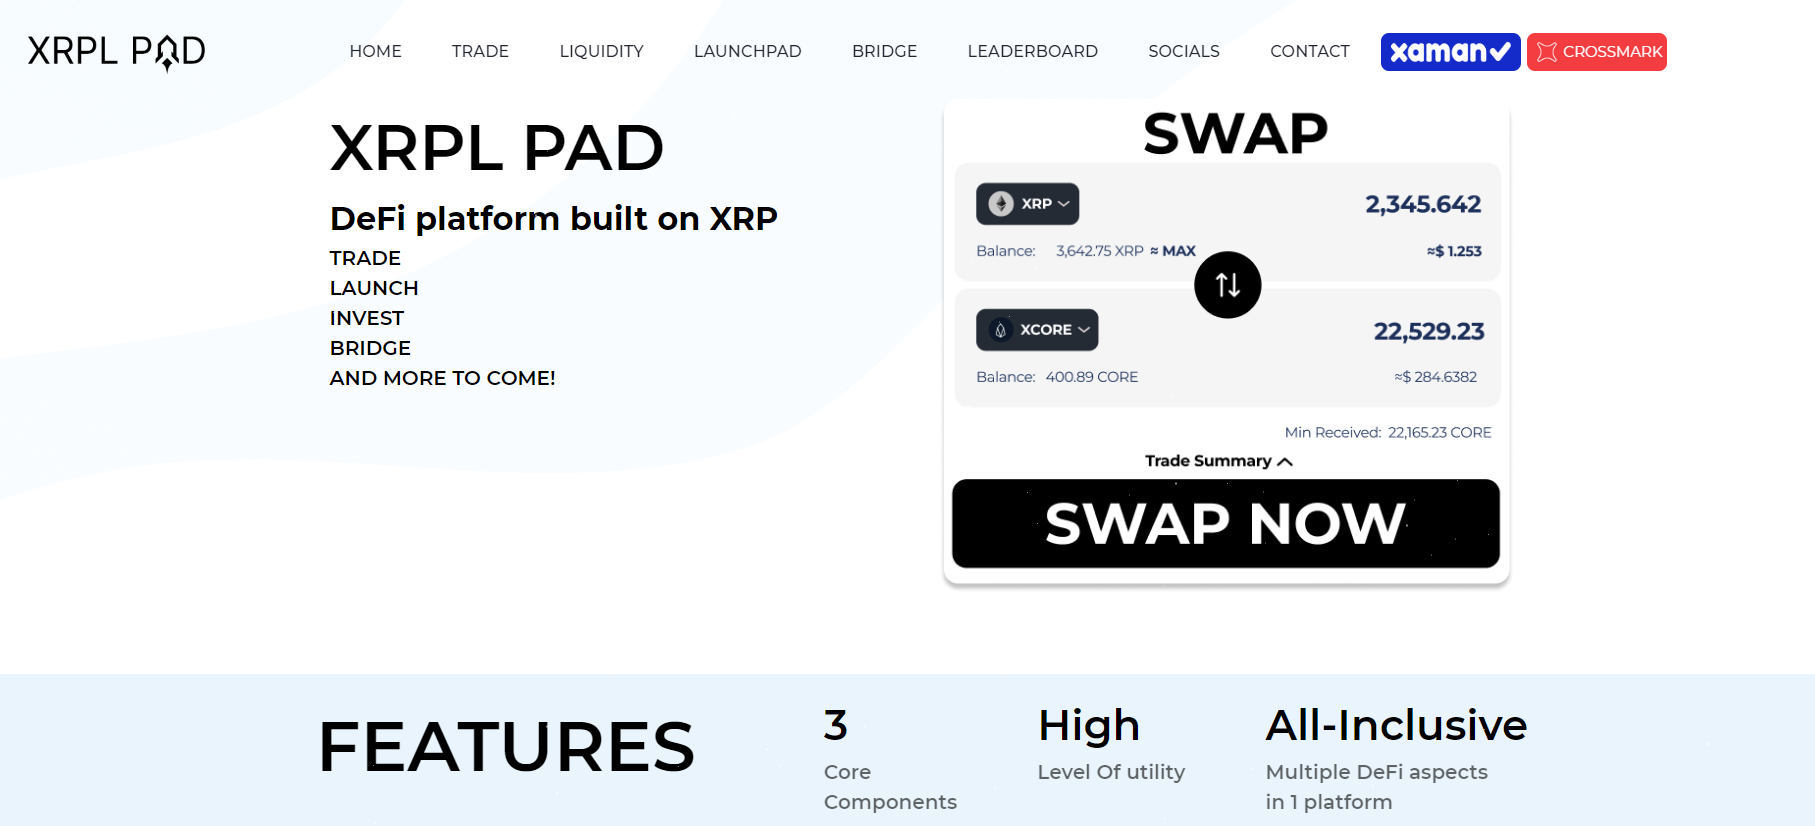 XRPL PAD
HOME TRADE LIQUIDITY LAUNCHPAD BRIDGE LEADERBOARD SOCIALS CONTACT xaman CROSSMARK
XRPL PAD
DeFi platform built on XRP
TRADE
LAUNCH
INVEST
BRIDGE
AND MORE TO COME!
SWAP
XRP 2,345.642
Balance: 3,642.75 XRP ≈ MAX ≈$ 1.253
XCORE 22,529.23
Balance: 400.89 CORE ≈$ 284.6382
Min Received: 22,165.23 CORE
Trade Summary
SWAP NOW
FEATURES
3
Core
Components
High
Level Of utility
All-Inclusive
Multiple DeFi aspects
in 1 platform